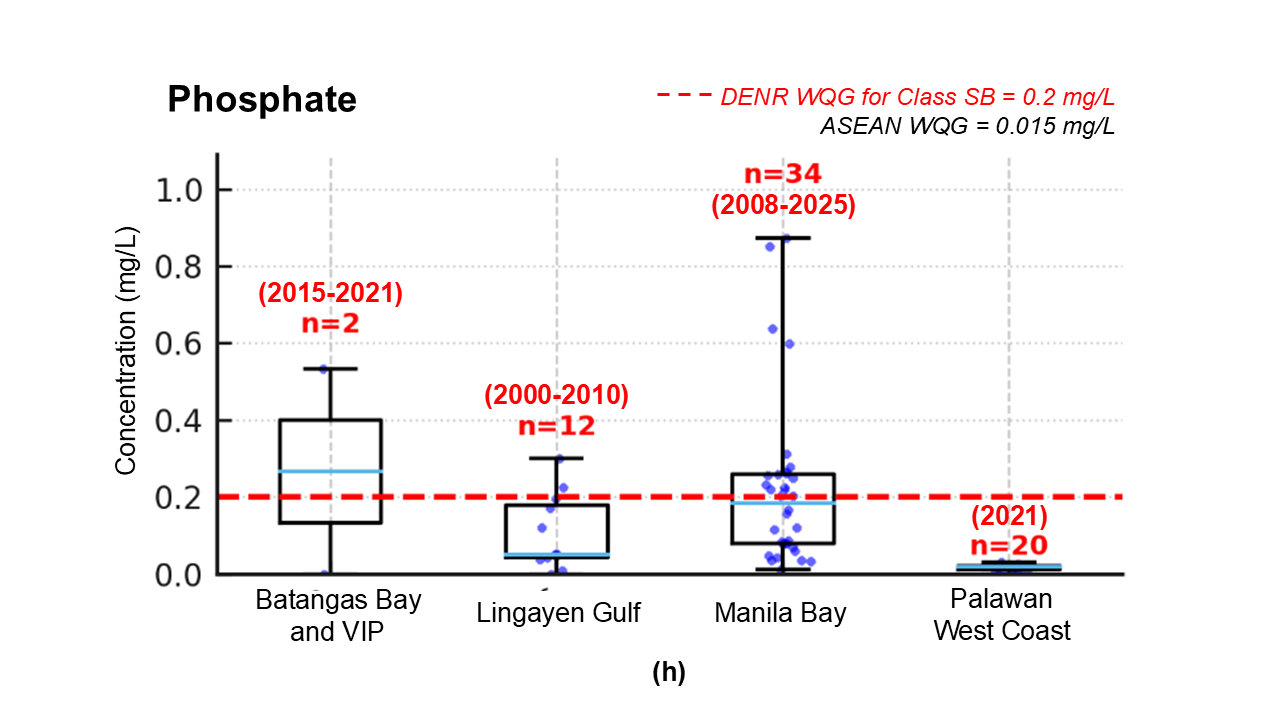 Phosphate
DENR WQG for Class SB = 0.2 mg/L
ASEAN WQG = 0.015 mg/L
Concentration (mg/L)
1.0
0.8
0.6
0.4
0.2
0.0
(2015-2021)
n=2
(2000-2010)
n=12
n=34
(2008-2025)
(2021)
n=20
Batangas Bay
and VIP
Lingayen Gulf
Manila Bay
Palawan
West Coast
(h)